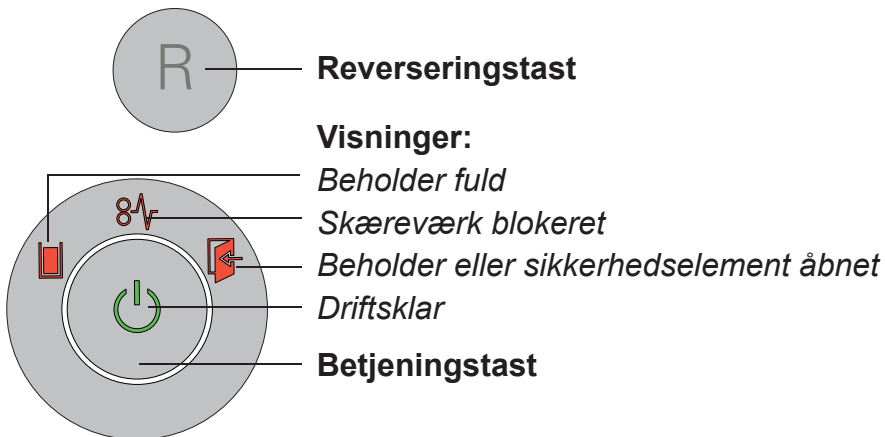 R
Reverseringstast
Visninger:
Beholder fuld
Skæreværk blokeret
Beholder eller sikkerhedselement åbnet
Driftsklar
Betjeningstast